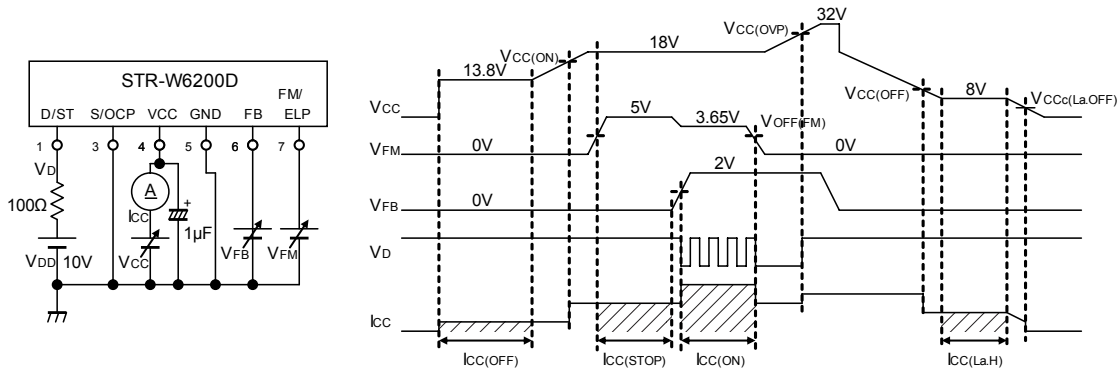 STR-W6200D
FM/
D/ST S/OCP VCC GND FB ELP
1 3 4 5 6 7
VD
100Ω
A
ICC
+
1µF
VDD 10V
VCC
VFB
VFM
VCC(ON)
18V
VCC(OVP)
32V
13.8V
VCC(OFF)
8V
VCCc(La.OFF)
VCC
5V
3.65V
VOFF(FM)
VFM
0V
0V
2V
VFB
0V
VD
ICC
ICC(OFF)
ICC(STOP)
ICC(ON)
ICC(La.H)